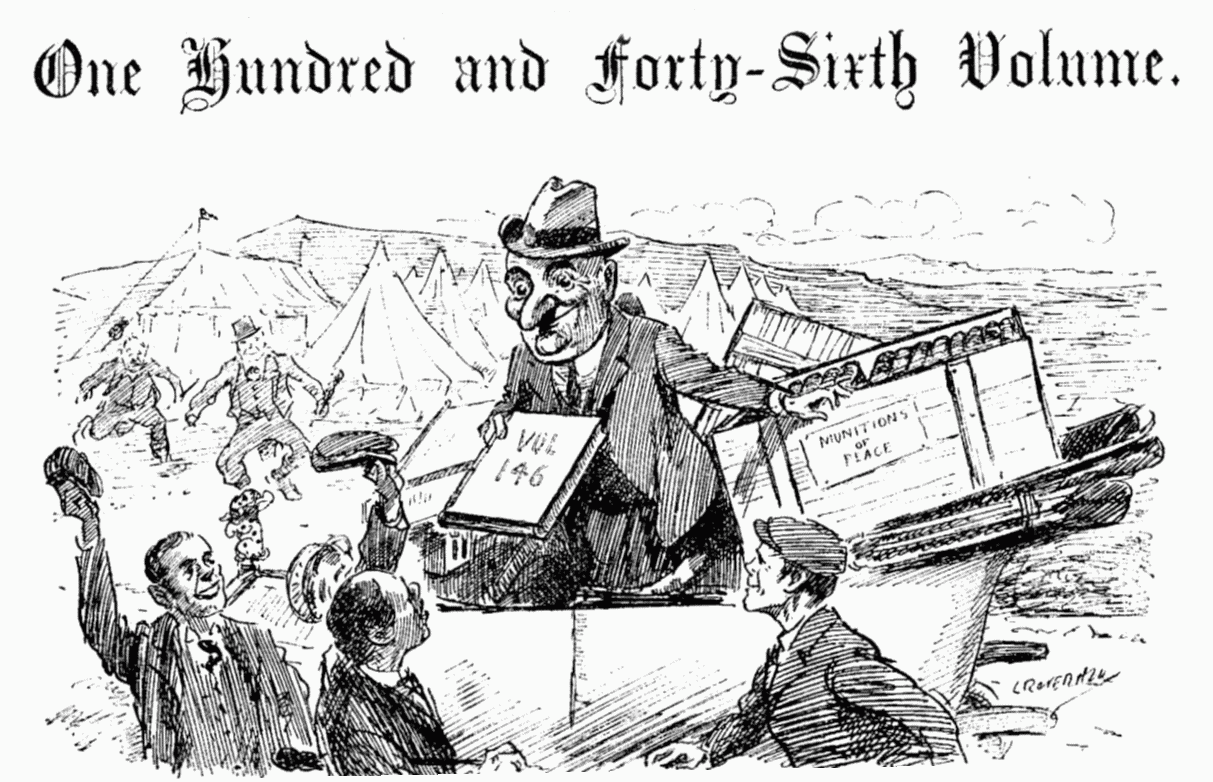 One Hundred and Forty-Sixth Volume.
VOL
146
MUNITIONS
OF
PEACE